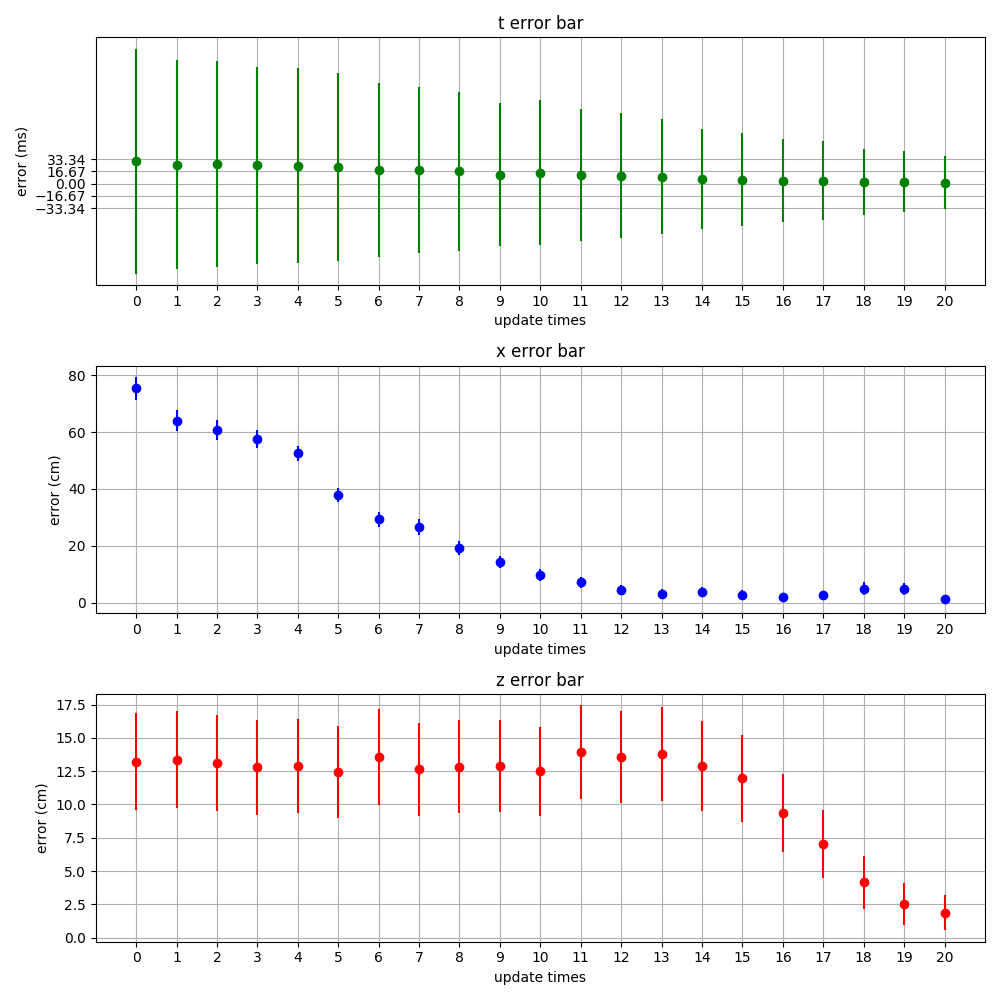 t error bar
error (ms)
33.34
16.67
0.00
−16.67
−33.34
0 1 2 3 4 5 6 7 8 9 10 11 12 13 14 15 16 17 18 19 20
update times
x error bar
error (cm)
80
60
40
20
0
0 1 2 3 4 5 6 7 8 9 10 11 12 13 14 15 16 17 18 19 20
update times
z error bar
error (cm)
17.5
15.0
12.5
10.0
7.5
5.0
2.5
0.0
0 1 2 3 4 5 6 7 8 9 10 11 12 13 14 15 16 17 18 19 20
update times